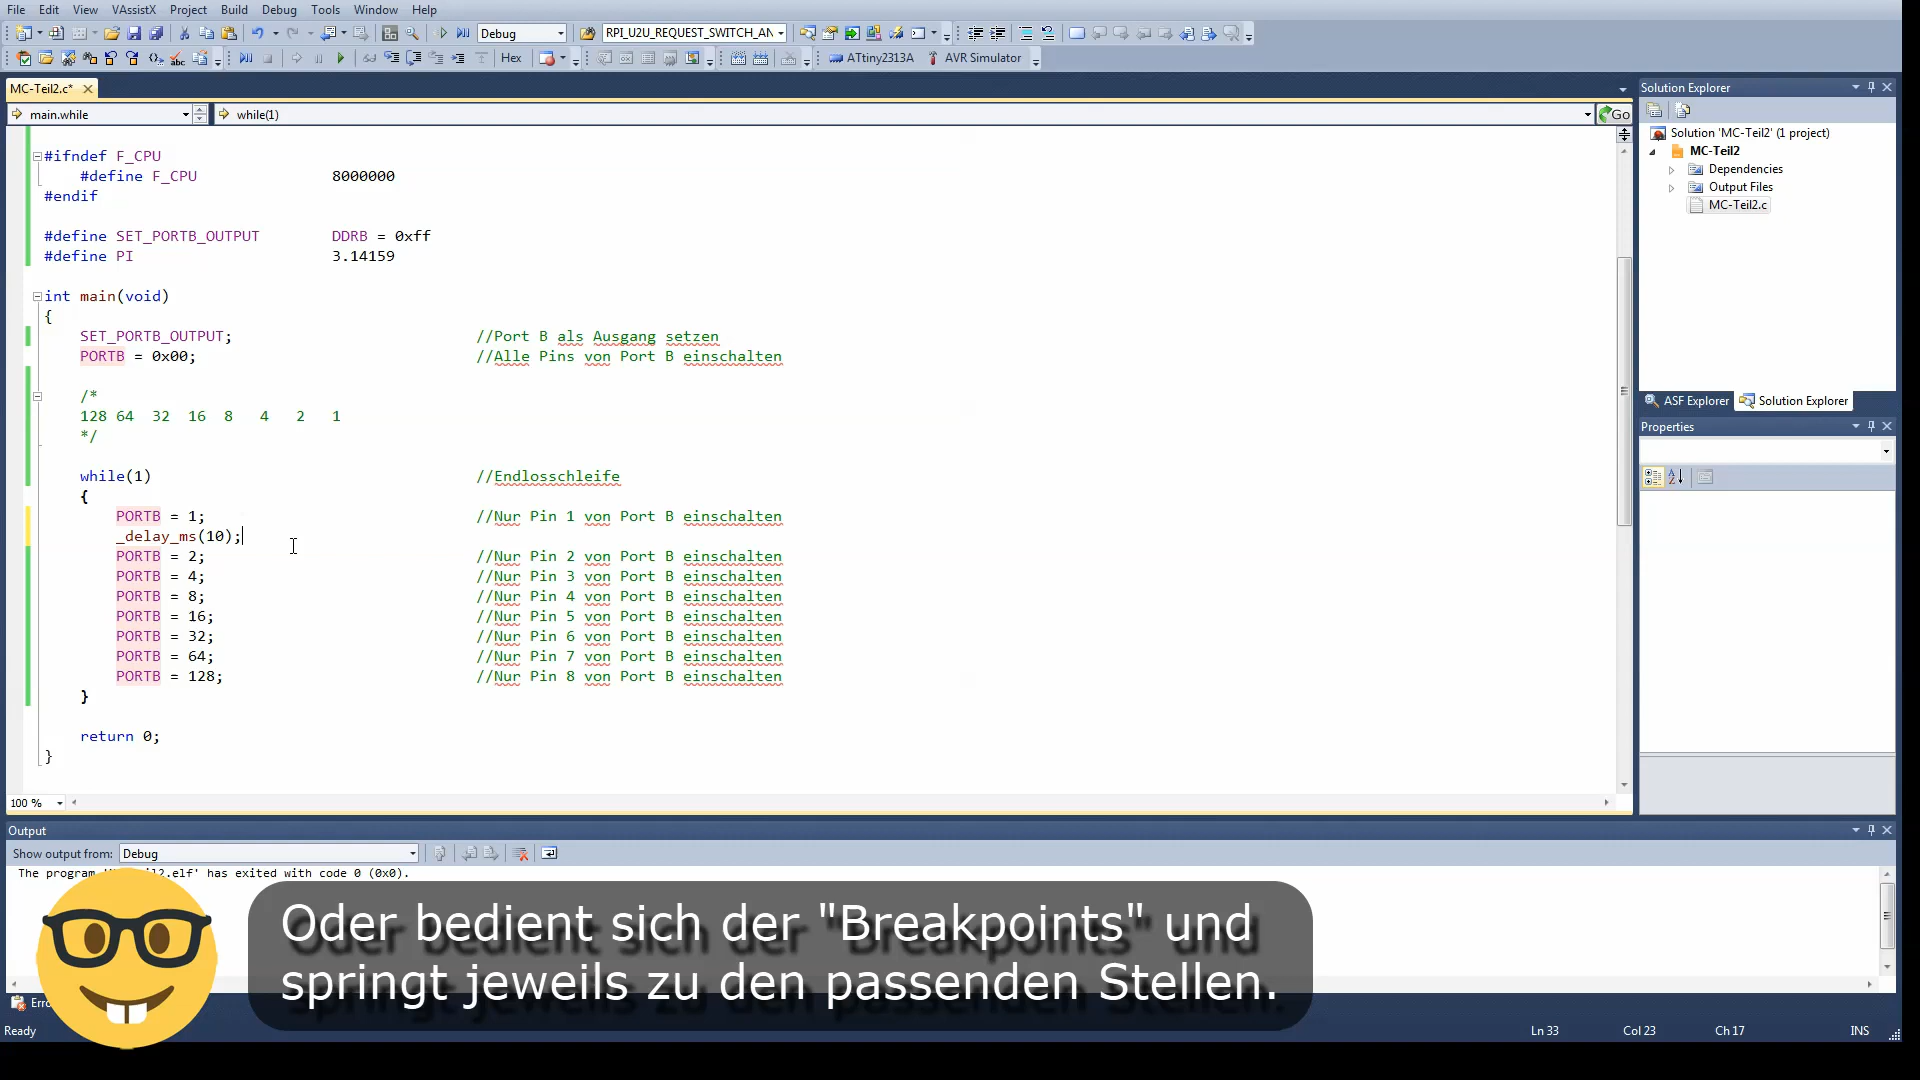 File Edit View VAssistX Project Build Debug Tools Window Help
Debug RPI_U2U_REQUEST_SWITCH_AN
Hex ATtiny2313A AVR Simulator
MC-Teil2.c*
main.while while(1) Go
#ifndef F_CPU
#define F_CPU 8000000
#endif
#define SET_PORTB_OUTPUT DDRB = 0xff
#define PI 3.14159
int main(void)
{
SET_PORTB_OUTPUT; //Port B als Ausgang setzen
PORTB = 0x00; //Alle Pins von Port B einschalten
/*
128 64 32 16 8 4 2 1
*/
while(1) //Endlosschleife
{
PORTB = 1; //Nur Pin 1 von Port B einschalten
_delay_ms(10);
PORTB = 2; //Nur Pin 2 von Port B einschalten
PORTB = 4; //Nur Pin 3 von Port B einschalten
PORTB = 8; //Nur Pin 4 von Port B einschalten
PORTB = 16; //Nur Pin 5 von Port B einschalten
PORTB = 32; //Nur Pin 6 von Port B einschalten
PORTB = 64; //Nur Pin 7 von Port B einschalten
PORTB = 128; //Nur Pin 8 von Port B einschalten
}
return 0;
}
100 %
Solution Explorer
Solution 'MC-Teil2' (1 project)
MC-Teil2
Dependencies
Output Files
MC-Teil2.c
ASF Explorer Solution Explorer
Properties
Output
Show output from: Debug
The program has exited with code 0 (0x0).
Oder bedient sich der "Breakpoints" und
springt jeweils zu den passenden Stellen.
Ready Ln 33 Col 23 Ch 17 INS